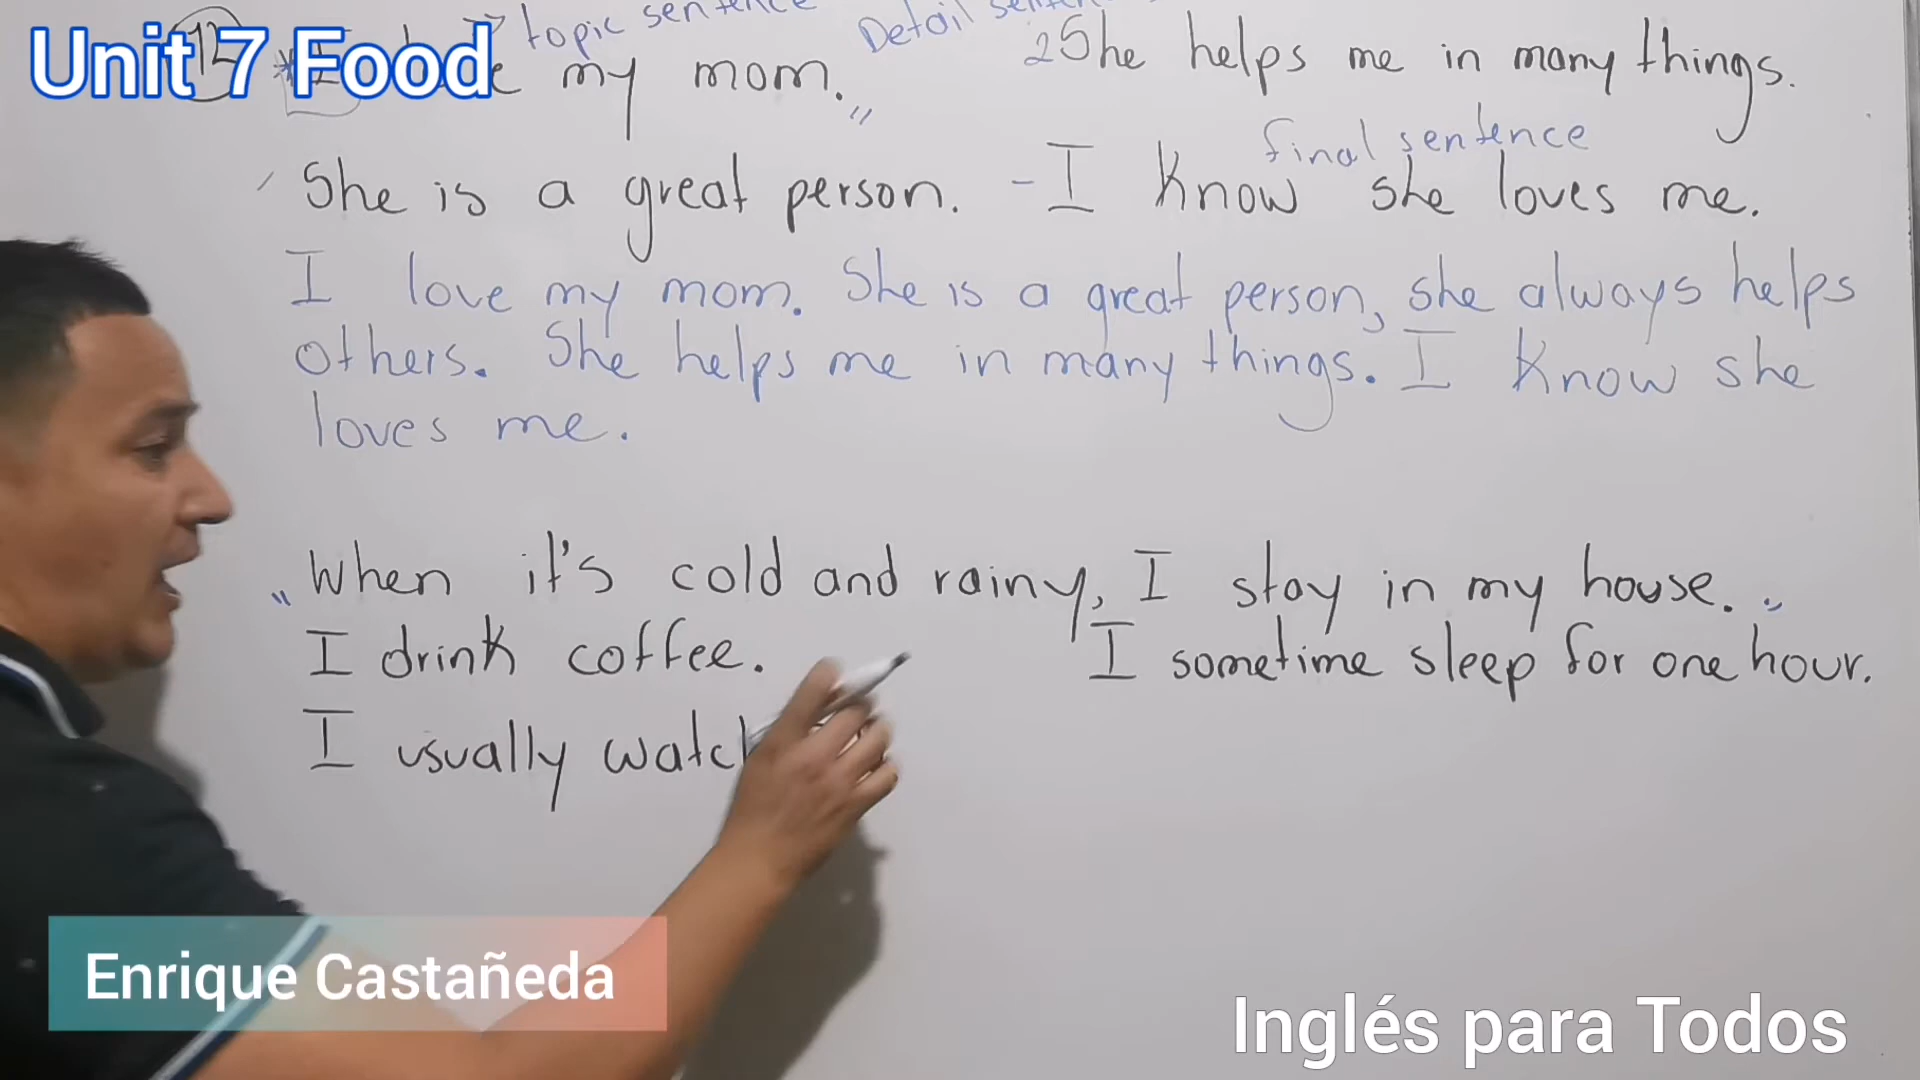 Unit 7 Food
12 topic sentence Detail
my mom. 2 She helps me in many things.
final sentence
She is a great person. - I know she loves me.
I love my mom. She is a great person, she always helps
others. She helps me in many things. I know she
loves me.
"When it's cold and rainy, I stay in my house."
I drink coffee. I sometime sleep for one hour.
I usually
Enrique Castañeda
Inglés para Todos